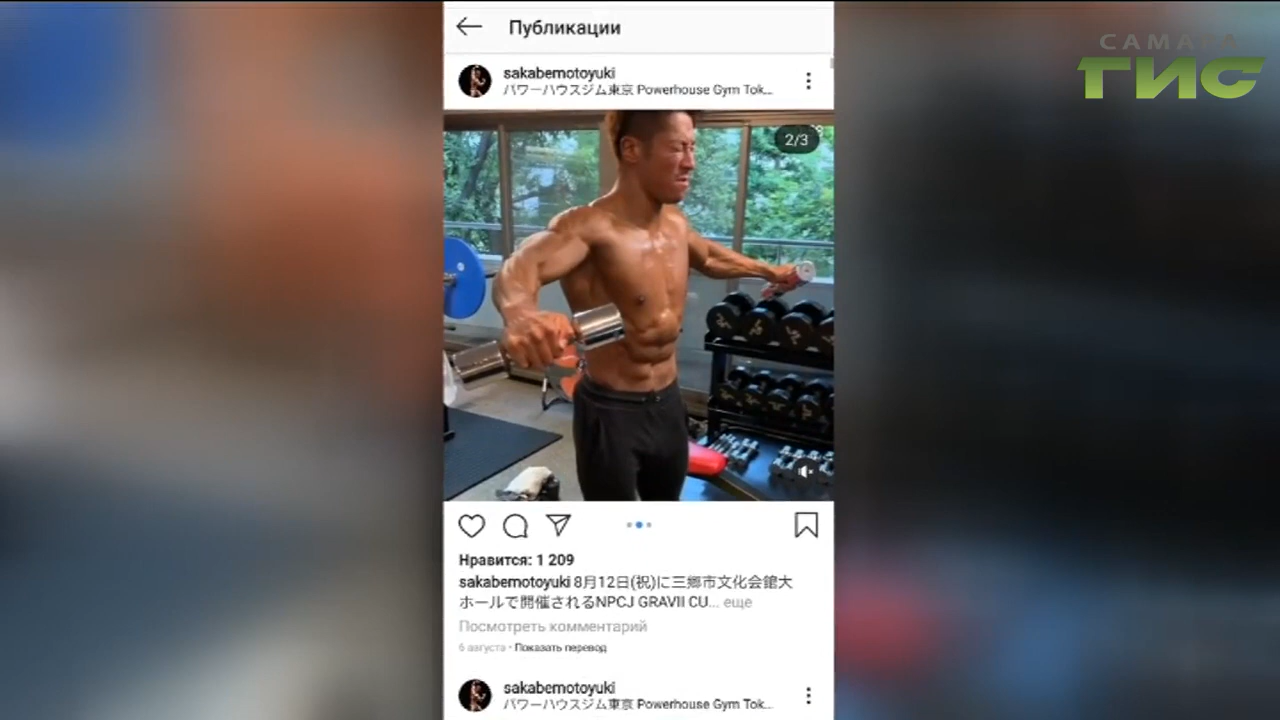 Публикации
САМАРА
ГИС
sakabemotoyuki
パワーハウスジム東京 Powerhouse Gym Tok...
2/3
Нравится: 1 209
sakabemotoyuki 8月12日(祝)に三郷市文化会館大
ホールで開催されるNPCJ GRAVII CU... еще
Посмотреть комментарий
6 августа · Показать перевод
sakabemotoyuki
パワーハウスジム東京 Powerhouse Gym Tok...